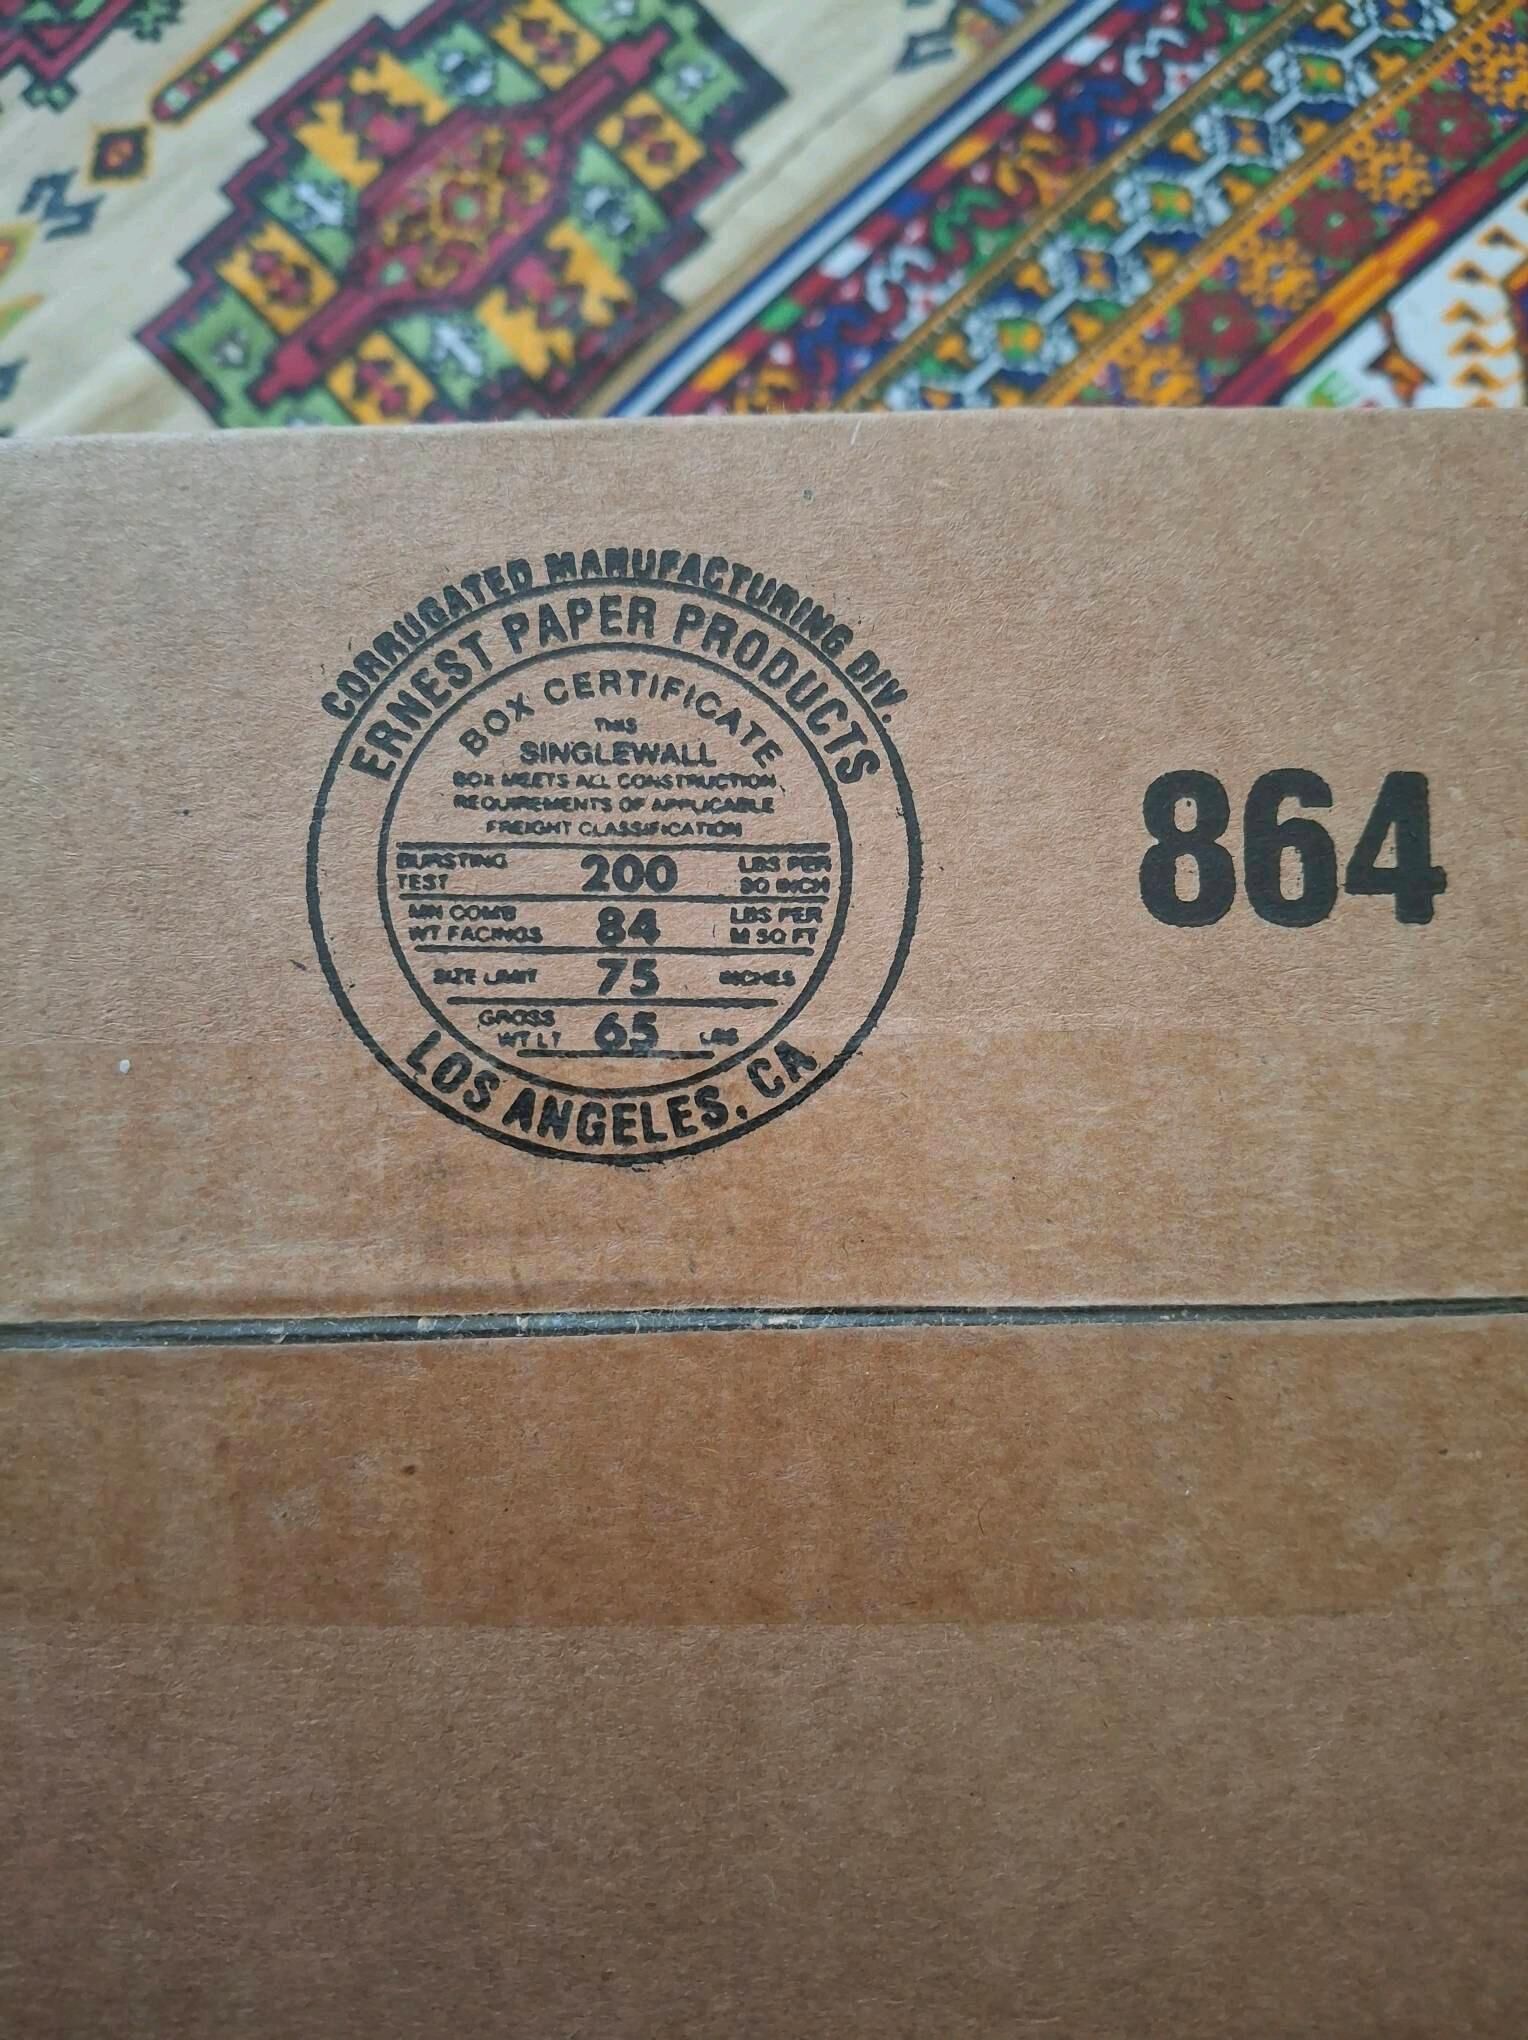 CORRUGATED MANUFACTURING DIV.
ERNEST PAPER PRODUCTS
BOX CERTIFICATE
THIS
SINGLEWALL
BOX MEETS ALL CONSTRUCTION
REQUIREMENTS OF APPLICABLE
FREIGHT CLASSIFICATION
BURSTING TEST 200 LBS PER SQ INCH
MIN COMB WT FACINGS 84 LBS PER M SQ FT
SIZE LIMIT 75 INCHES
GROSS WT LT 65 LBS
LOS ANGELES, CA
864